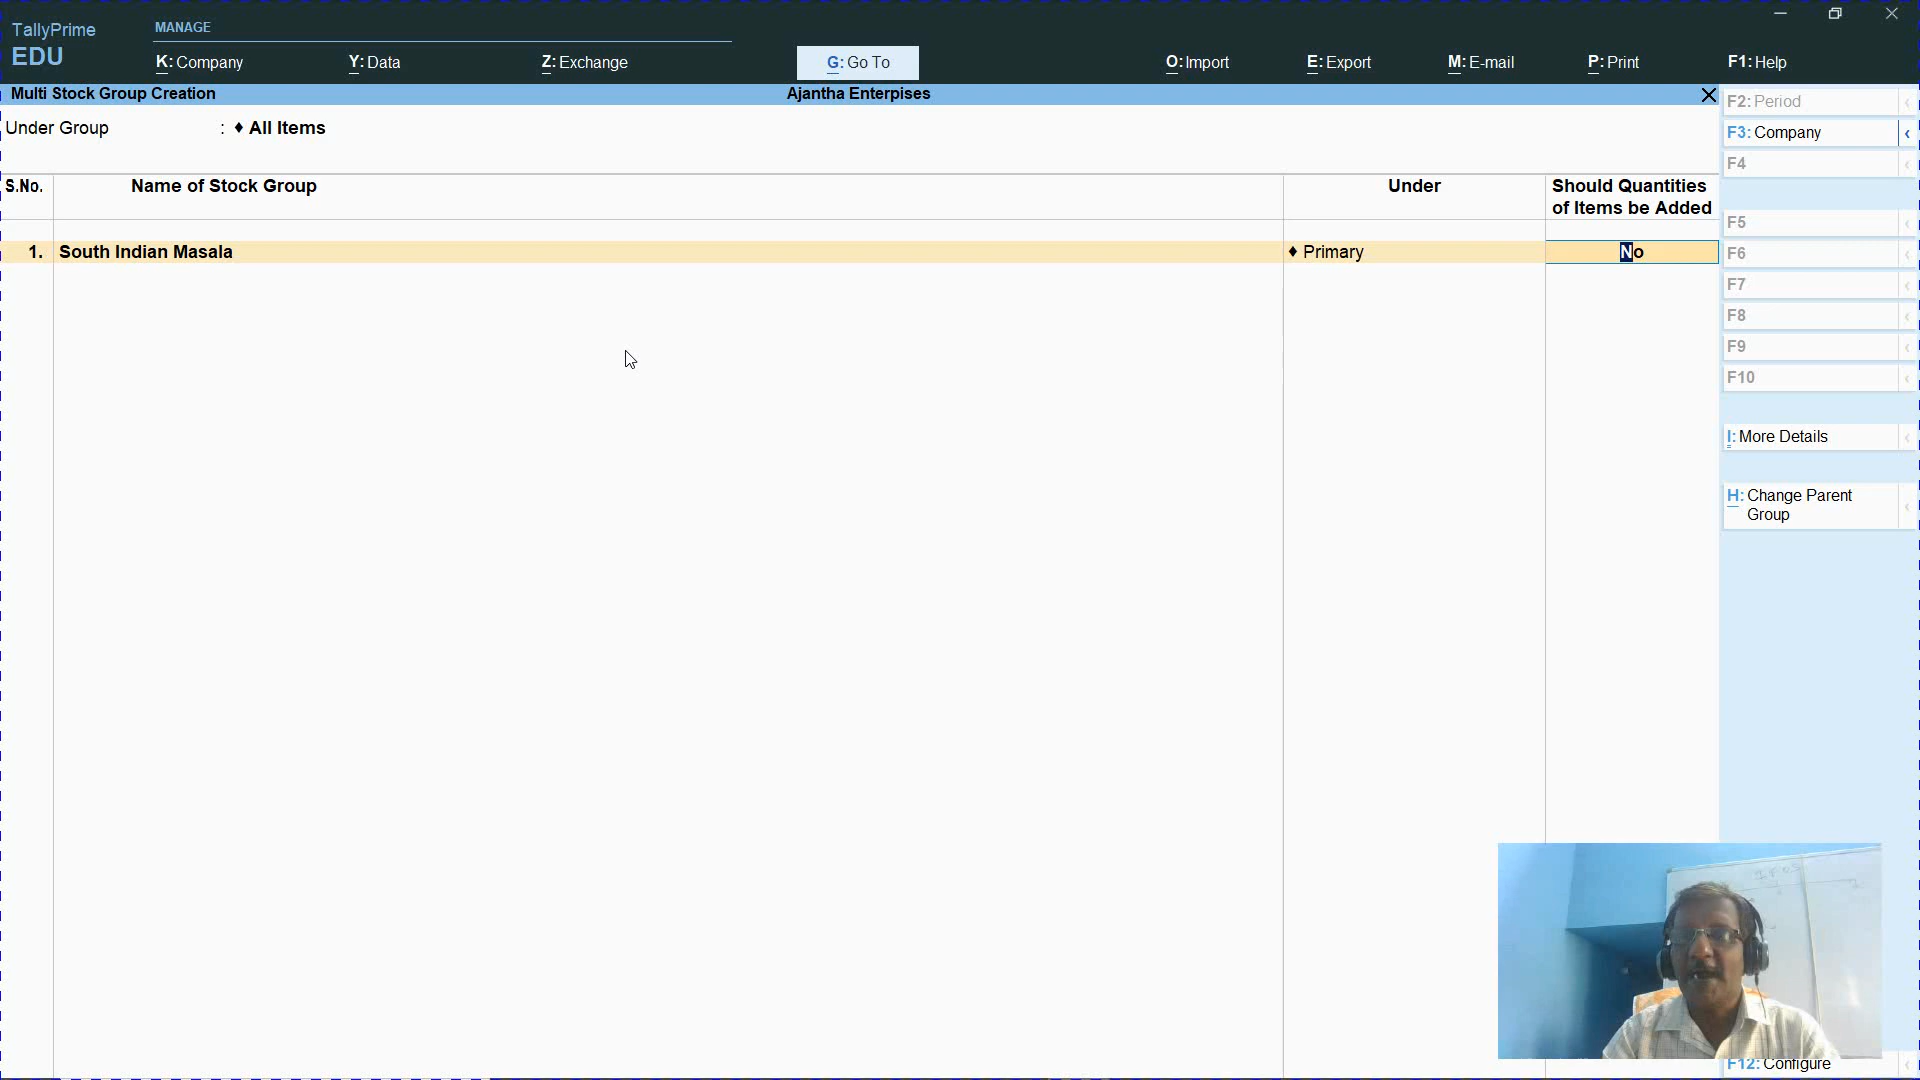 TallyPrime
EDU
MANAGE
K: Company
Y: Data
Z: Exchange
G: Go To
O: Import
E: Export
M: E-mail
P: Print
F1: Help
Multi Stock Group Creation
Ajantha Enterpises
Under Group : ♦ All Items
S.No.
Name of Stock Group
Under
Should Quantities
of Items be Added
1. South Indian Masala
♦ Primary
No
F2: Period
F3: Company
F4
F5
F6
F7
F8
F9
F10
I: More Details
H: Change Parent
Group
F12: Configure